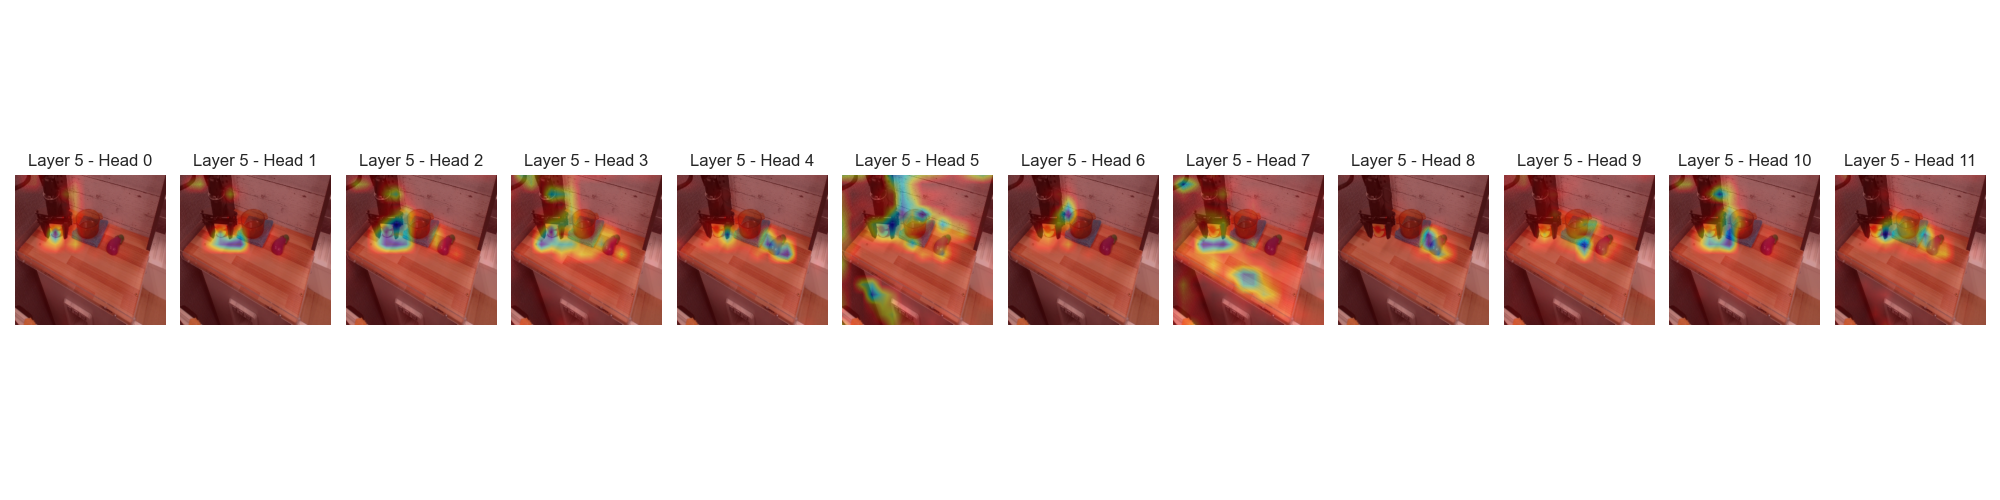 Layer 5 - Head 0
Layer 5 - Head 1
Layer 5 - Head 2
Layer 5 - Head 3
Layer 5 - Head 4
Layer 5 - Head 5
Layer 5 - Head 6
Layer 5 - Head 7
Layer 5 - Head 8
Layer 5 - Head 9
Layer 5 - Head 10
Layer 5 - Head 11